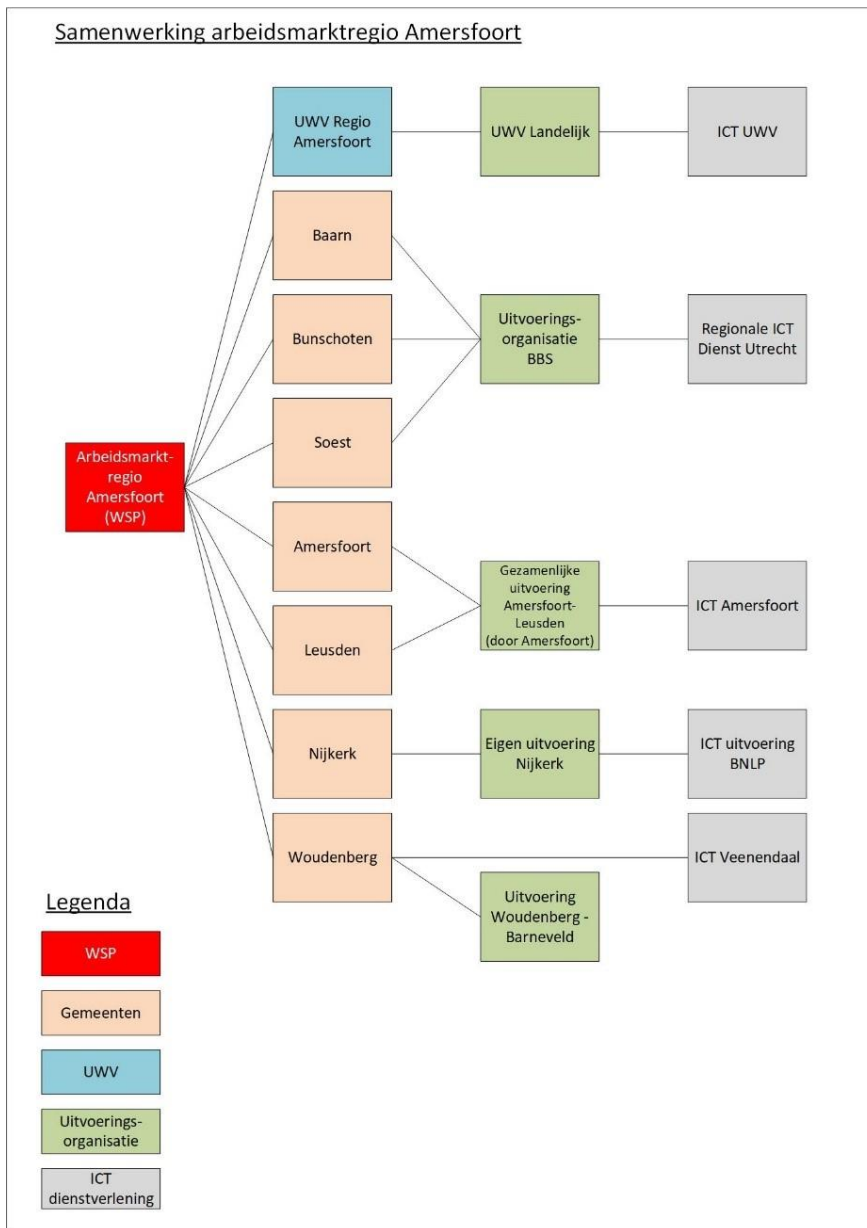 Samenwerking arbeidsmarktregio Amersfoort
UWV Regio
Amersfoort
UWV Landelijk
ICT UWV
Baarn
Bunschoten
Uitvoerings-
organisatie
BBS
Regionale ICT
Dienst Utrecht
Soest
Arbeidsmarkt-
regio
Amersfoort
(WSP)
Amersfoort
Gezamenlijke
uitvoering
Amersfoort-
Leusden
(door Amersfoort)
ICT Amersfoort
Leusden
Nijkerk
Eigen uitvoering
Nijkerk
ICT uitvoering
BNLP
Woudenberg
ICT Veenendaal
Uitvoering
Woudenberg -
Barneveld
Legenda
WSP
Gemeenten
UWV
Uitvoerings-
organisatie
ICT
dienstverlening